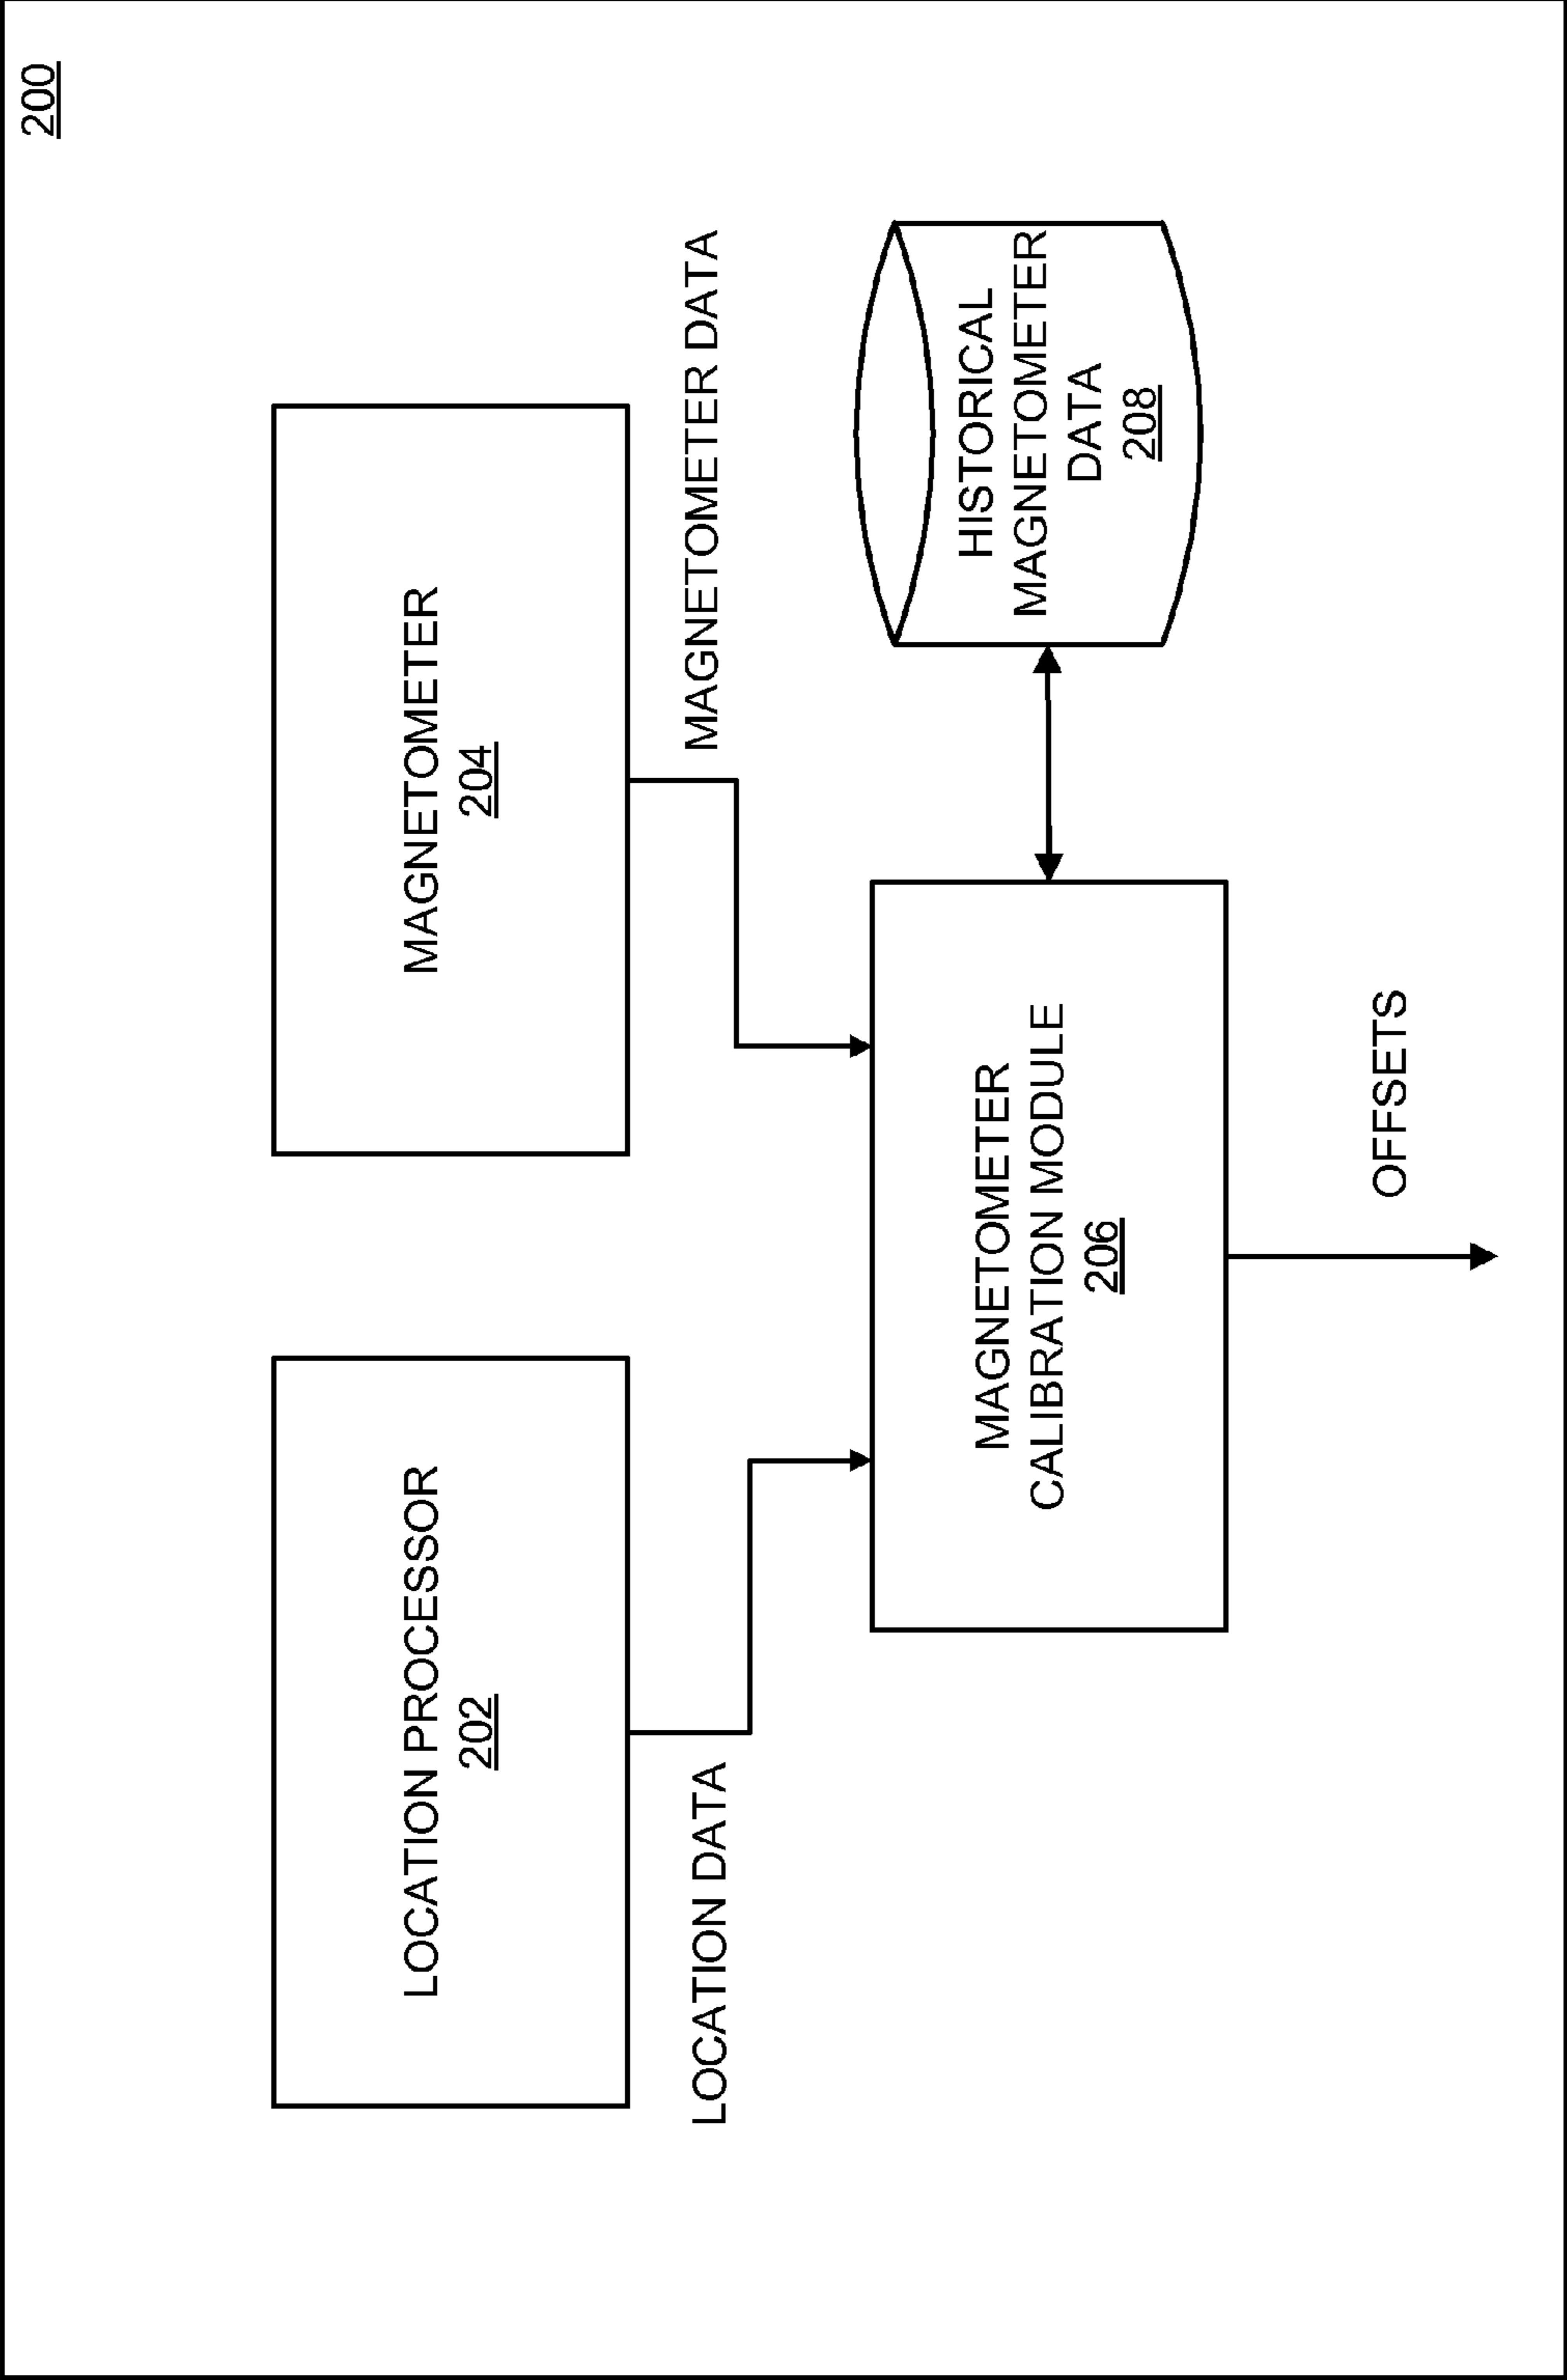 200
LOCATION PROCESSOR
202
MAGNETOMETER
204
LOCATION DATA
MAGNETOMETER DATA
MAGNETOMETER
CALIBRATION MODULE
206
HISTORICAL
MAGNETOMETER
DATA
208
OFFSETS